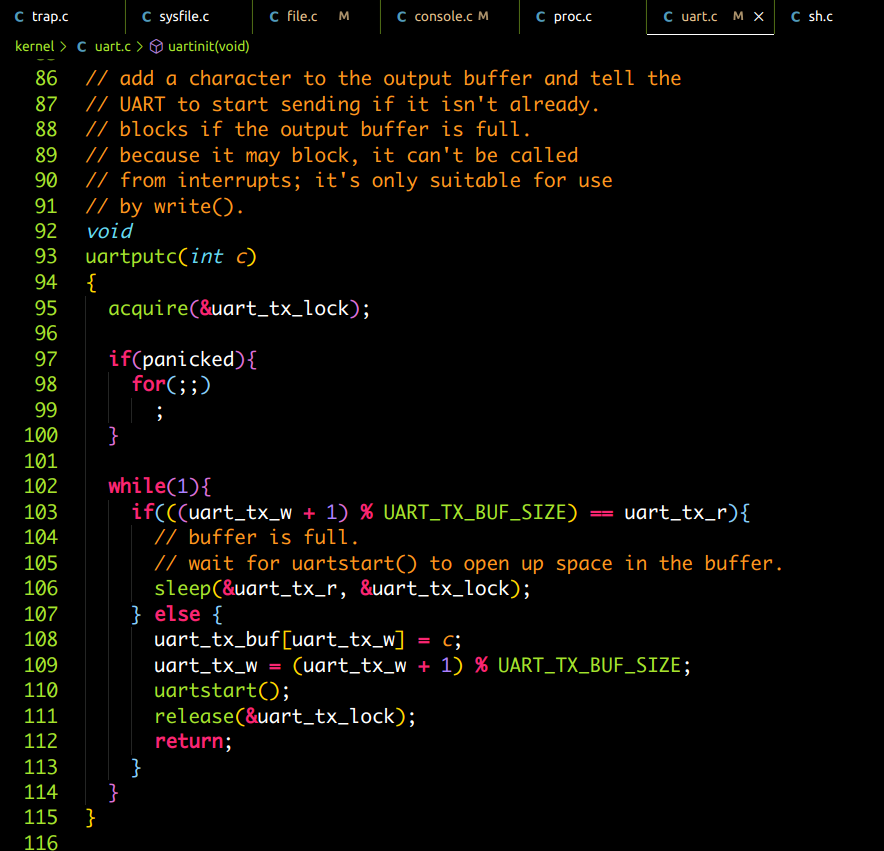 C trap.c C sysfile.c C file.c M C console.c M C proc.c C uart.c M × C sh.c
kernel > C uart.c > uartinit(void)
86 // add a character to the output buffer and tell the
87 // UART to start sending if it isn't already.
88 // blocks if the output buffer is full.
89 // because it may block, it can't be called
90 // from interrupts; it's only suitable for use
91 // by write().
92 void
93 uartputc(int c)
94 {
95   acquire(&uart_tx_lock);
96
97   if(panicked){
98     for(;;)
99       ;
100   }
101
102   while(1){
103     if(((uart_tx_w + 1) % UART_TX_BUF_SIZE) == uart_tx_r){
104       // buffer is full.
105       // wait for uartstart() to open up space in the buffer.
106       sleep(&uart_tx_r, &uart_tx_lock);
107     } else {
108       uart_tx_buf[uart_tx_w] = c;
109       uart_tx_w = (uart_tx_w + 1) % UART_TX_BUF_SIZE;
110       uartstart();
111       release(&uart_tx_lock);
112       return;
113     }
114   }
115 }
116